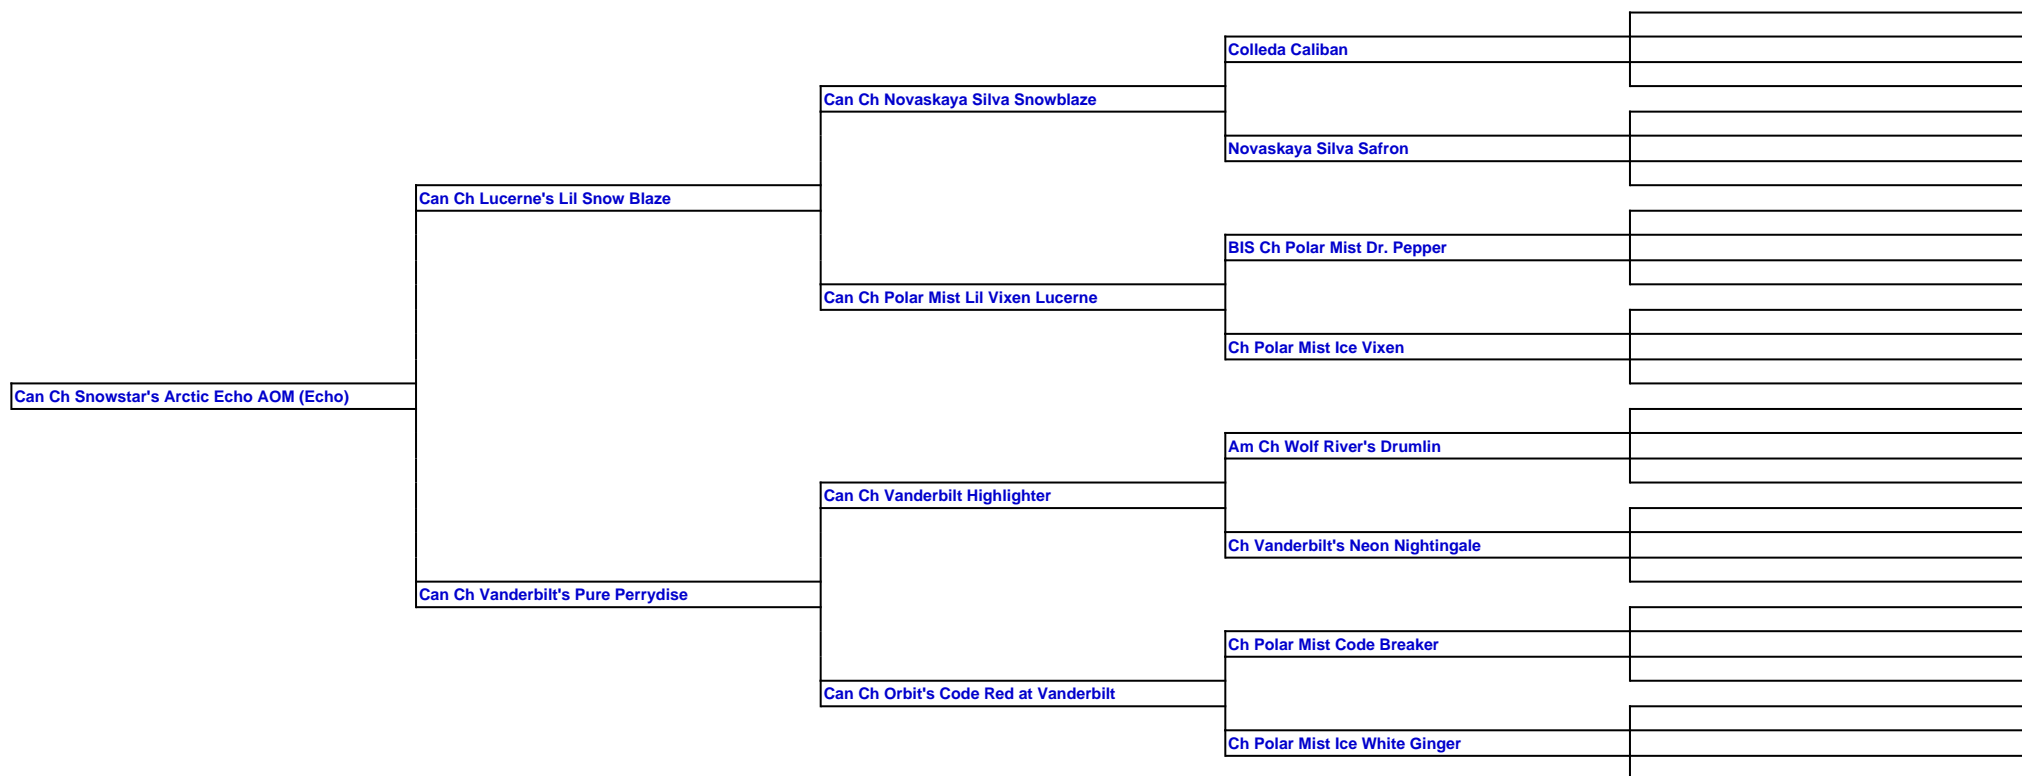 Colleda Caliban
Can Ch Novaskaya Silva Snowblaze
Novaskaya Silva Safron
Can Ch Lucerne's Lil Snow Blaze
BIS Ch Polar Mist Dr. Pepper
Can Ch Polar Mist Lil Vixen Lucerne
Ch Polar Mist Ice Vixen
Can Ch Snowstar's Arctic Echo AOM (Echo)
Am Ch Wolf River's Drumlin
Can Ch Vanderbilt Highlighter
Ch Vanderbilt's Neon Nightingale
Can Ch Vanderbilt's Pure Perrydise
Ch Polar Mist Code Breaker
Can Ch Orbit's Code Red at Vanderbilt
Ch Polar Mist Ice White Ginger